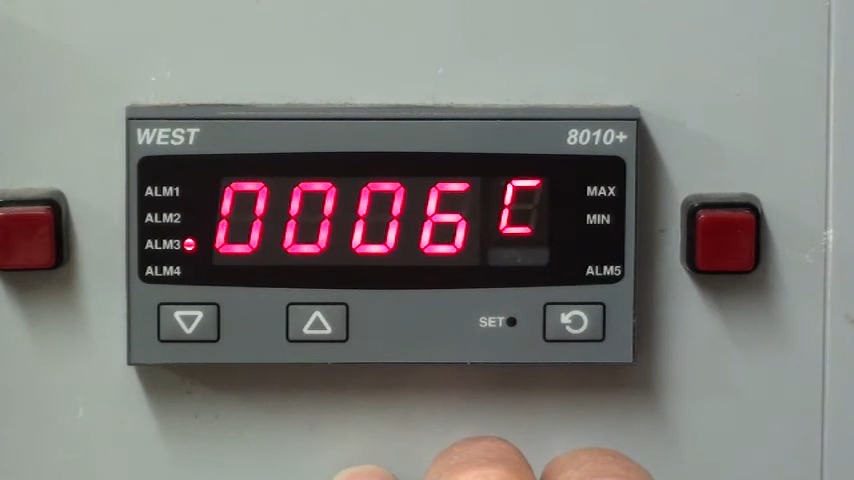 WEST 8010+
ALM1 MAX
ALM2 MIN
ALM3 0006 C
ALM4 ALM5
SET